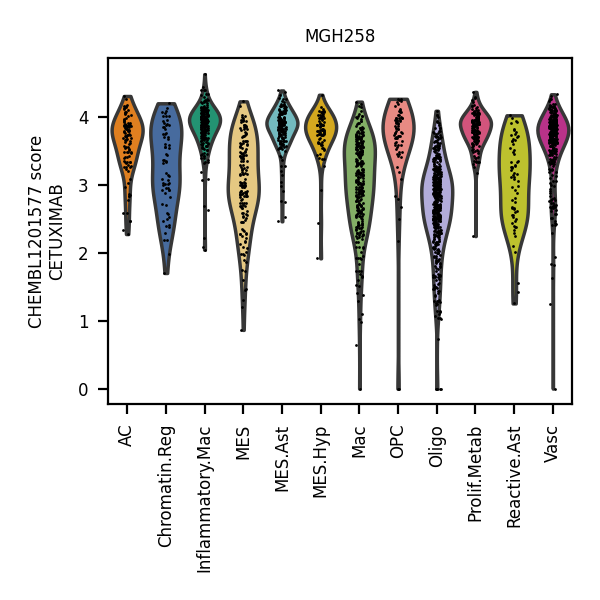 MGH258
CHEMBL1201577 score
CETUXIMAB
4
3
2
1
0
AC
Chromatin.Reg
Inflammatory.Mac
MES
MES.Ast
MES.Hyp
Mac
OPC
Oligo
Prolif.Metab
Reactive.Ast
Vasc